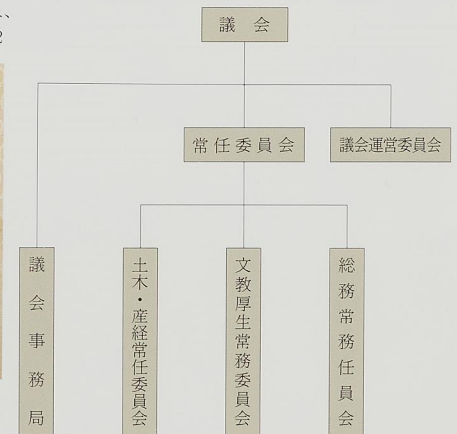 議会
常任委員会
議会運営委員会
議会事務局
土木・産経常任委員会
文教厚生常務委員会
総務常務任員会